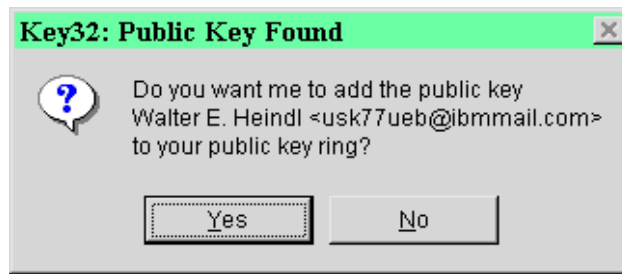 Key32: Public Key Found
?
Do you want me to add the public key
Walter E. Heindl <usk77ueb@ibmmail.com>
to your public key ring?
Yes No